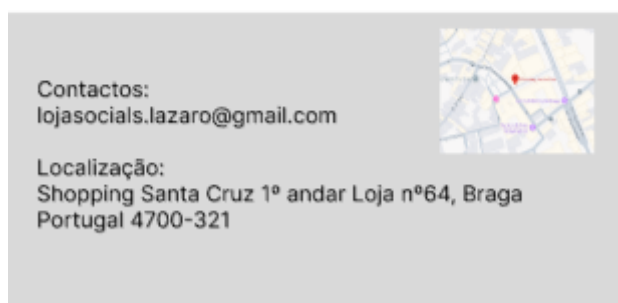 Contactos:
lojasocials.lazaro@gmail.com
Localização:
Shopping Santa Cruz 1º andar Loja nº64, Braga
Portugal 4700-321